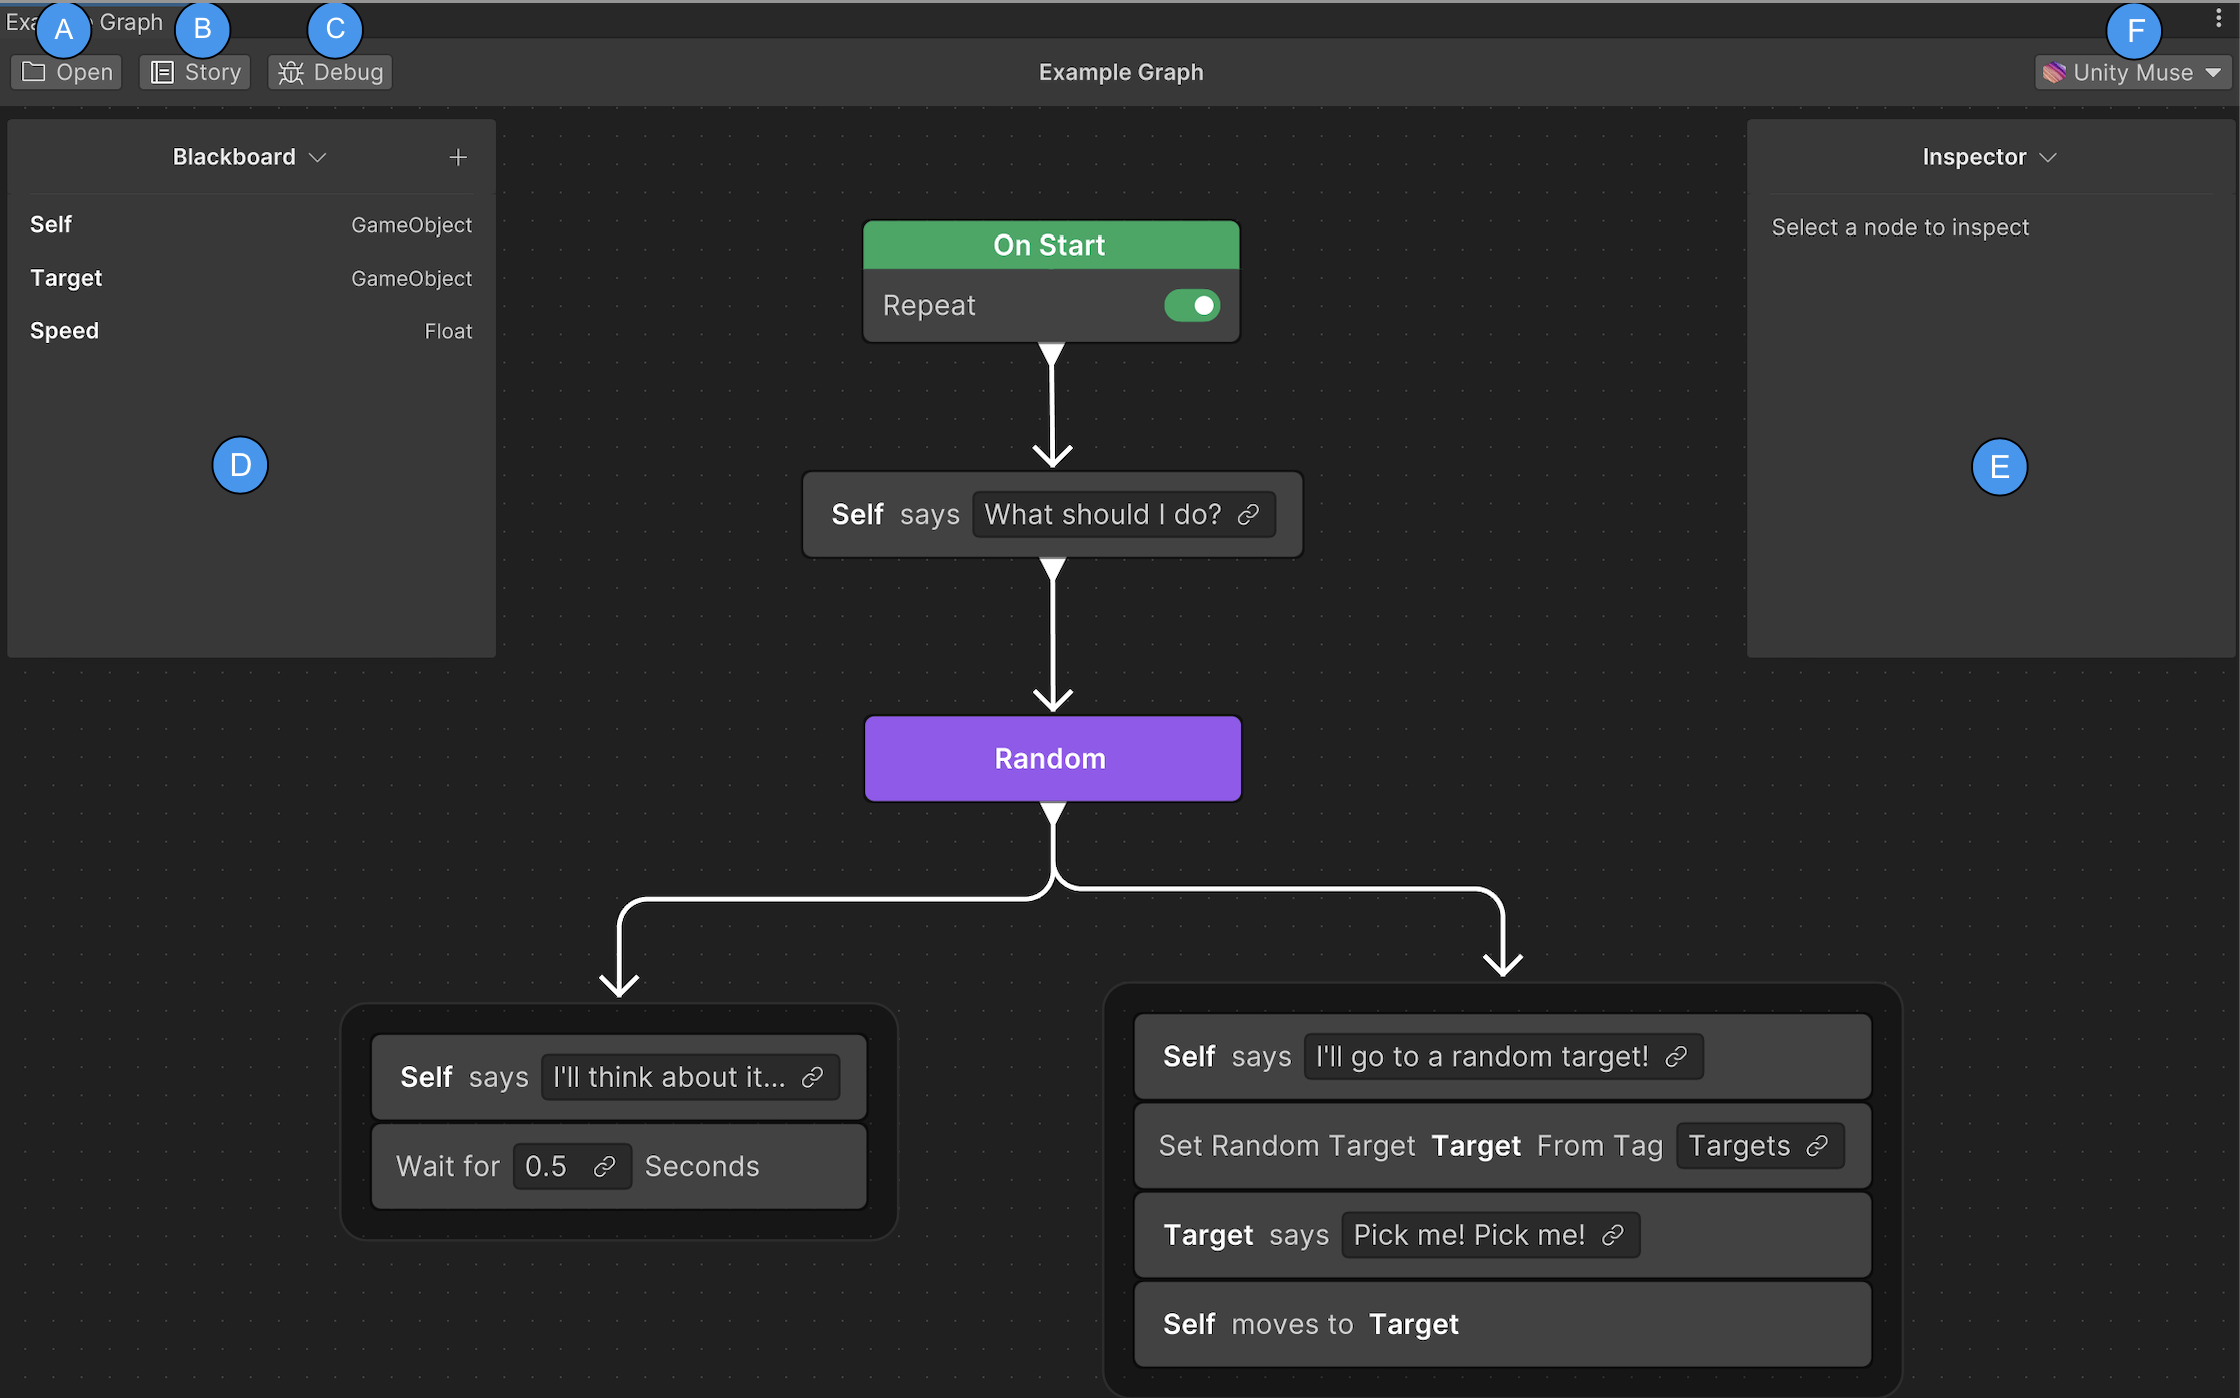 Exa Graph
A
B
C
F
Open
Story
Debug
Example Graph
Unity Muse
Blackboard
Self GameObject
Target GameObject
Speed Float
D
Inspector
Select a node to inspect
E
On Start
Repeat
Self says What should I do?
Random
Self says I'll think about it...
Wait for 0.5 Seconds
Self says I'll go to a random target!
Set Random Target Target From Tag Targets
Target says Pick me! Pick me!
Self moves to Target